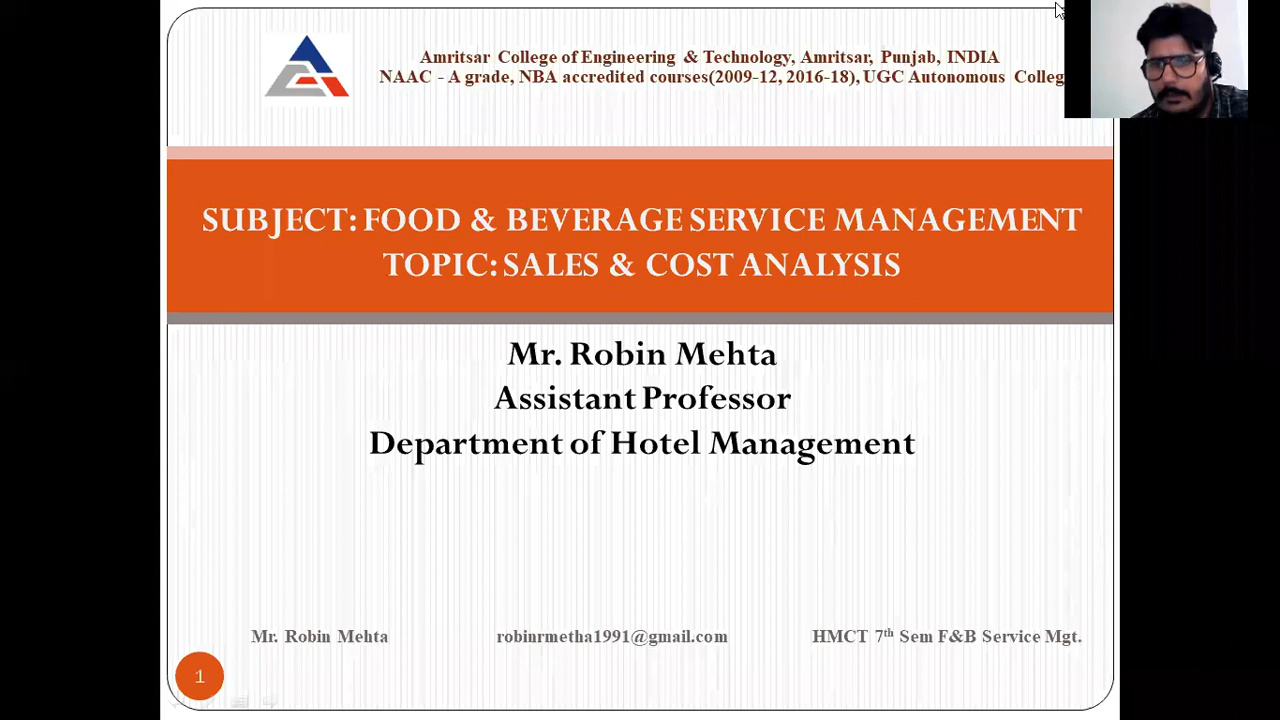 Amritsar College of Engineering & Technology, Amritsar, Punjab, INDIA
NAAC - A grade, NBA accredited courses(2009-12, 2016-18), UGC Autonomous Colleg
SUBJECT: FOOD & BEVERAGE SERVICE MANAGEMENT
TOPIC: SALES & COST ANALYSIS
Mr. Robin Mehta
Assistant Professor
Department of Hotel Management
Mr. Robin Mehta robinrmetha1991@gmail.com HMCT 7th Sem F&B Service Mgt.
1